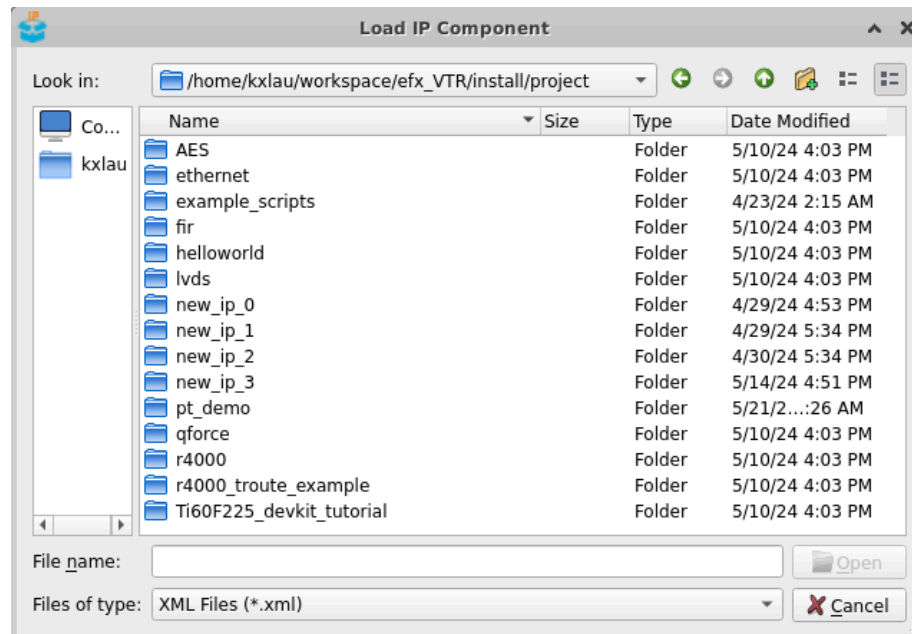 Load IP Component
Look in: /home/kxlau/workspace/efx_VTR/install/project
Co...
kxlau
Name Size Type Date Modified
AES Folder 5/10/24 4:03 PM
ethernet Folder 5/10/24 4:03 PM
example_scripts Folder 4/23/24 2:15 AM
fir Folder 5/10/24 4:03 PM
helloworld Folder 5/10/24 4:03 PM
lvds Folder 5/10/24 4:03 PM
new_ip_0 Folder 4/29/24 4:53 PM
new_ip_1 Folder 4/29/24 5:34 PM
new_ip_2 Folder 4/30/24 5:34 PM
new_ip_3 Folder 5/14/24 4:51 PM
pt_demo Folder 5/21/2...:26 AM
qforce Folder 5/10/24 4:03 PM
r4000 Folder 5/10/24 4:03 PM
r4000_troute_example Folder 5/10/24 4:03 PM
Ti60F225_devkit_tutorial Folder 5/10/24 4:03 PM
File name: Open
Files of type: XML Files (*.xml) Cancel